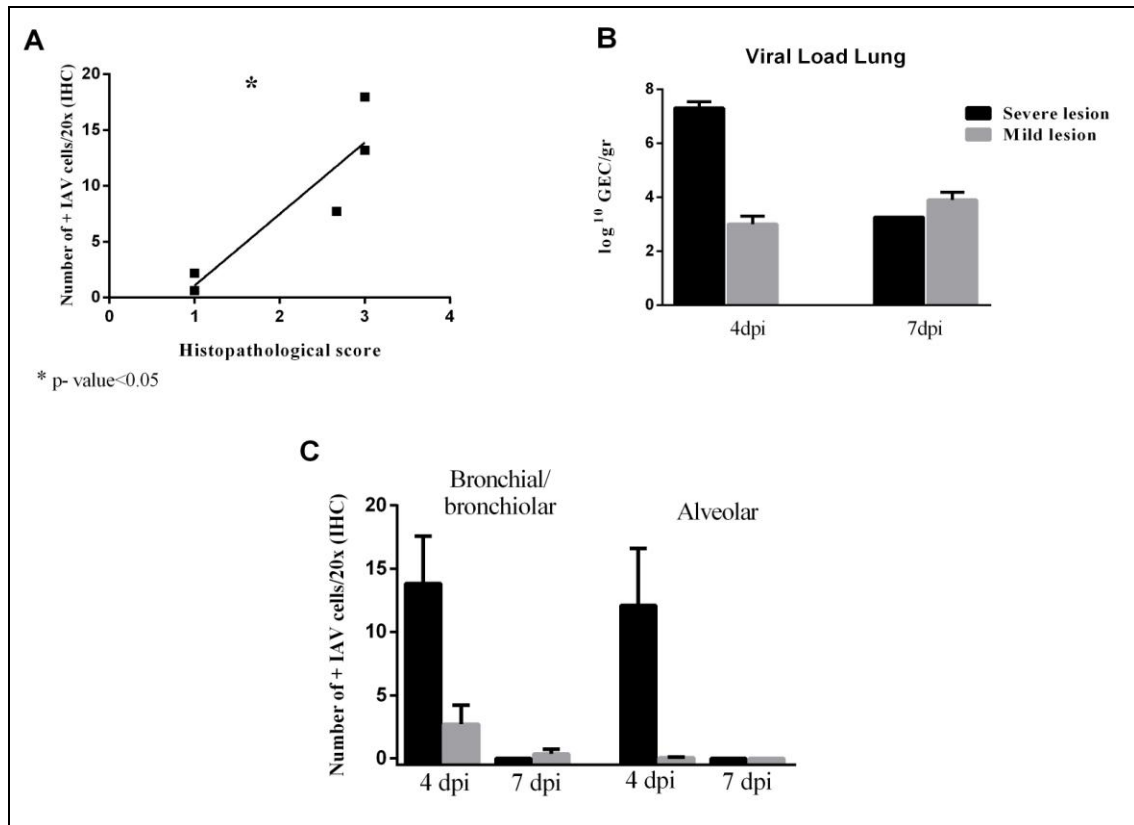 A
*
Number of + IAV cells/20x (IHC)
20
15
10
5
0
0 1 2 3 4
Histopathological score
* p- value<0.05
B
Viral Load Lung
log 10 GEC/gr
8
6
4
2
0
4dpi 7dpi
Severe lesion
Mild lesion
C
Bronchial/
bronchiolar
Alveolar
Number of + IAV cells/20x (IHC)
20
15
10
5
0
4 dpi 7 dpi 4 dpi 7 dpi